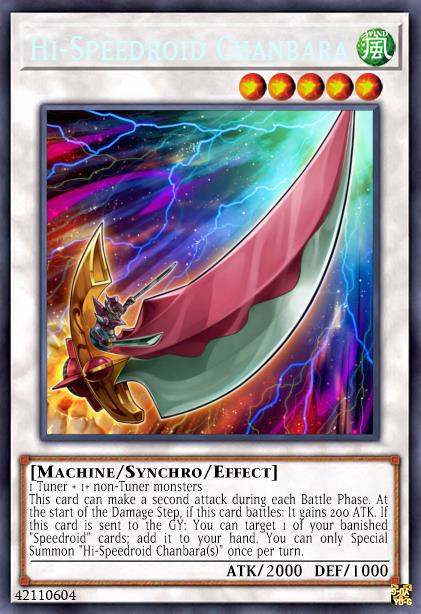 Hi-Speedroid Chanbara
WIND
風
[Machine/Synchro/Effect]
1 Tuner + 1+ non-Tuner monsters
This card can make a second attack during each Battle Phase. At
the start of the Damage Step, if this card battles: It gains 200 ATK. If
this card is sent to the GY: You can target 1 of your banished
"Speedroid" cards; add it to your hand. You can only Special
Summon "Hi-Speedroid Chanbara(s)" once per turn.
ATK/2000 DEF/1000
42110604